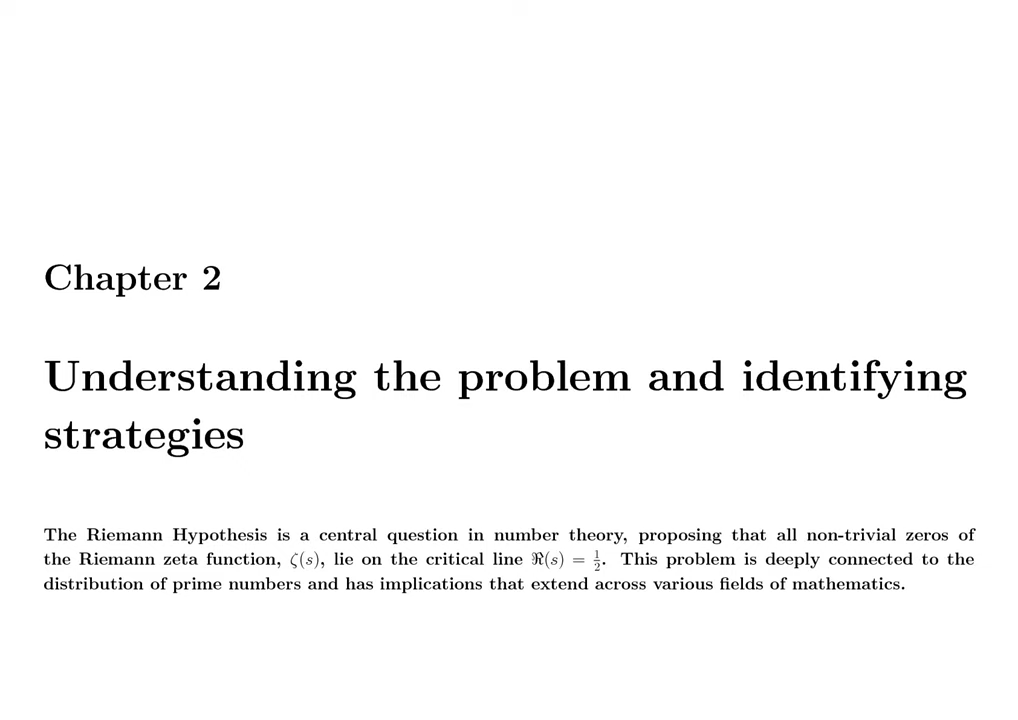 Chapter 2
Understanding the problem and identifying
strategies
The Riemann Hypothesis is a central question in number theory, proposing that all non-trivial zeros of
the Riemann zeta function, ζ(s), lie on the critical line ℜ(s) = 1/2. This problem is deeply connected to the
distribution of prime numbers and has implications that extend across various fields of mathematics.